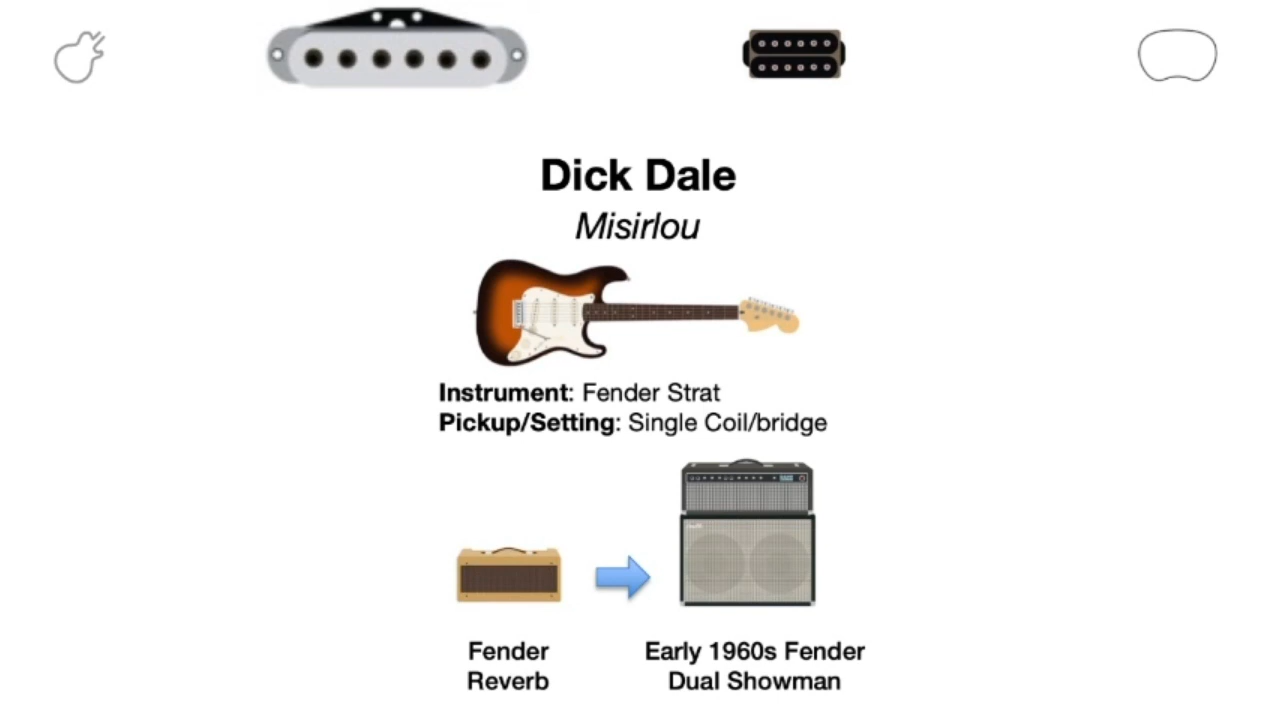 Dick Dale
Misirlou
Instrument: Fender Strat
Pickup/Setting: Single Coil/bridge
Fender
Reverb
Early 1960s Fender
Dual Showman